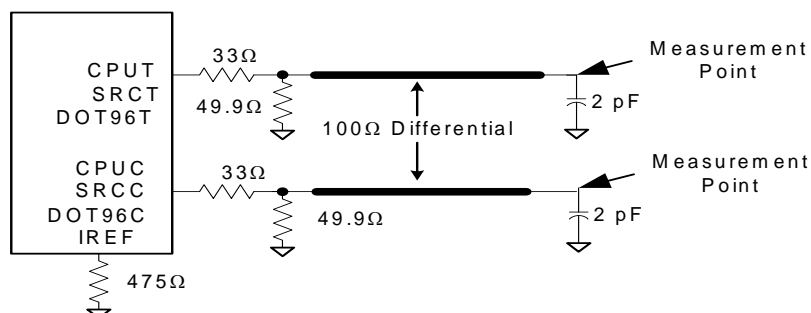 CPUT
SRCT
DOT96T
33Ω
49.9Ω
Measurement
Point
2 pF
100Ω Differential
CPUC
SRCC
DOT96C
IREF
33Ω
49.9Ω
Measurement
Point
2 pF
475Ω